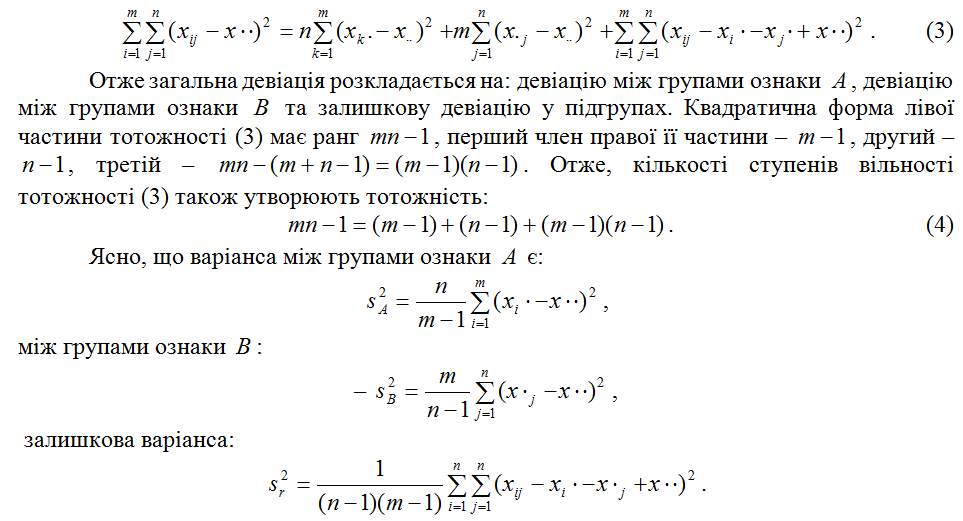 $$\sum_{i=1}^{m}\sum_{j=1}^{n}(x_{ij}-x\cdot\cdot)^2=n\sum_{k=1}^{m}(x_k.-x_{..})^2+m\sum_{j=1}^{n}(x._j-x_{..})^2+\sum_{i=1}^{m}\sum_{j=1}^{n}(x_{ij}-x_i\cdot-x_j\cdot+x\cdot\cdot)^2. \quad (3)$$
Отже загальна девіація розкладається на: девіацію між групами ознаки $A$, девіацію
між групами ознаки $B$ та залишкову девіацію у підгрупах. Квадратична форма лівої
частини тотожності (3) має ранг $mn-1$, перший член правої її частини – $m-1$, другий –
$n-1$, третій – $mn-(m+n-1)=(m-1)(n-1)$. Отже, кількості ступенів вільності
тотожності (3) також утворюють тотожність:
$$mn-1=(m-1)+(n-1)+(m-1)(n-1). \quad (4)$$
Ясно, що варіанса між групами ознаки $A$ є:
$$s_A^2=\frac{n}{m-1}\sum_{i=1}^{m}(x_i\cdot-x\cdot\cdot)^2,$$
між групами ознаки $B$:
$$-\ s_B^2=\frac{m}{n-1}\sum_{j=1}^{n}(x\cdot_j-x\cdot\cdot)^2,$$
залишкова варіанса:
$$s_r^2=\frac{1}{(n-1)(m-1)}\sum_{i=1}^{n}\sum_{j=1}^{n}(x_{ij}-x_i\cdot-x\cdot_j+x\cdot\cdot)^2.$$